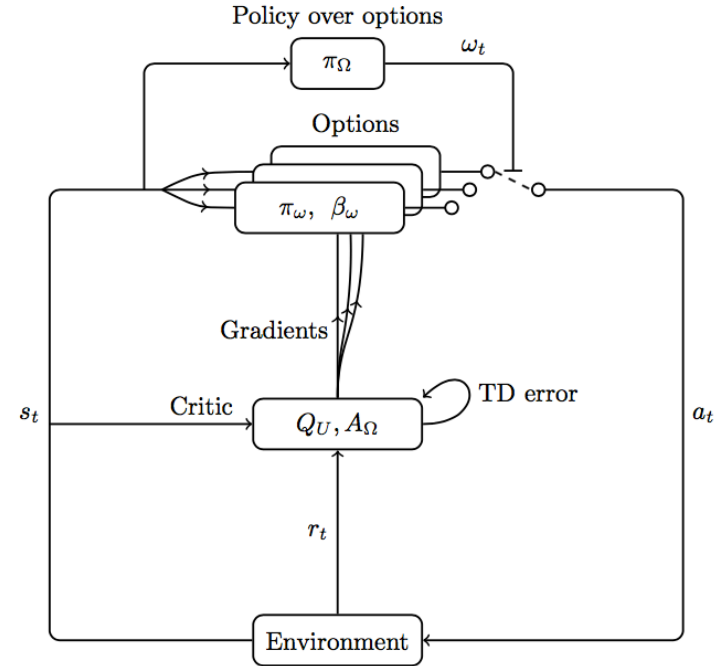 Policy over options
π_Ω
ω_t
Options
π_ω, β_ω
Gradients
s_t
Critic
Q_U, A_Ω
TD error
a_t
r_t
Environment